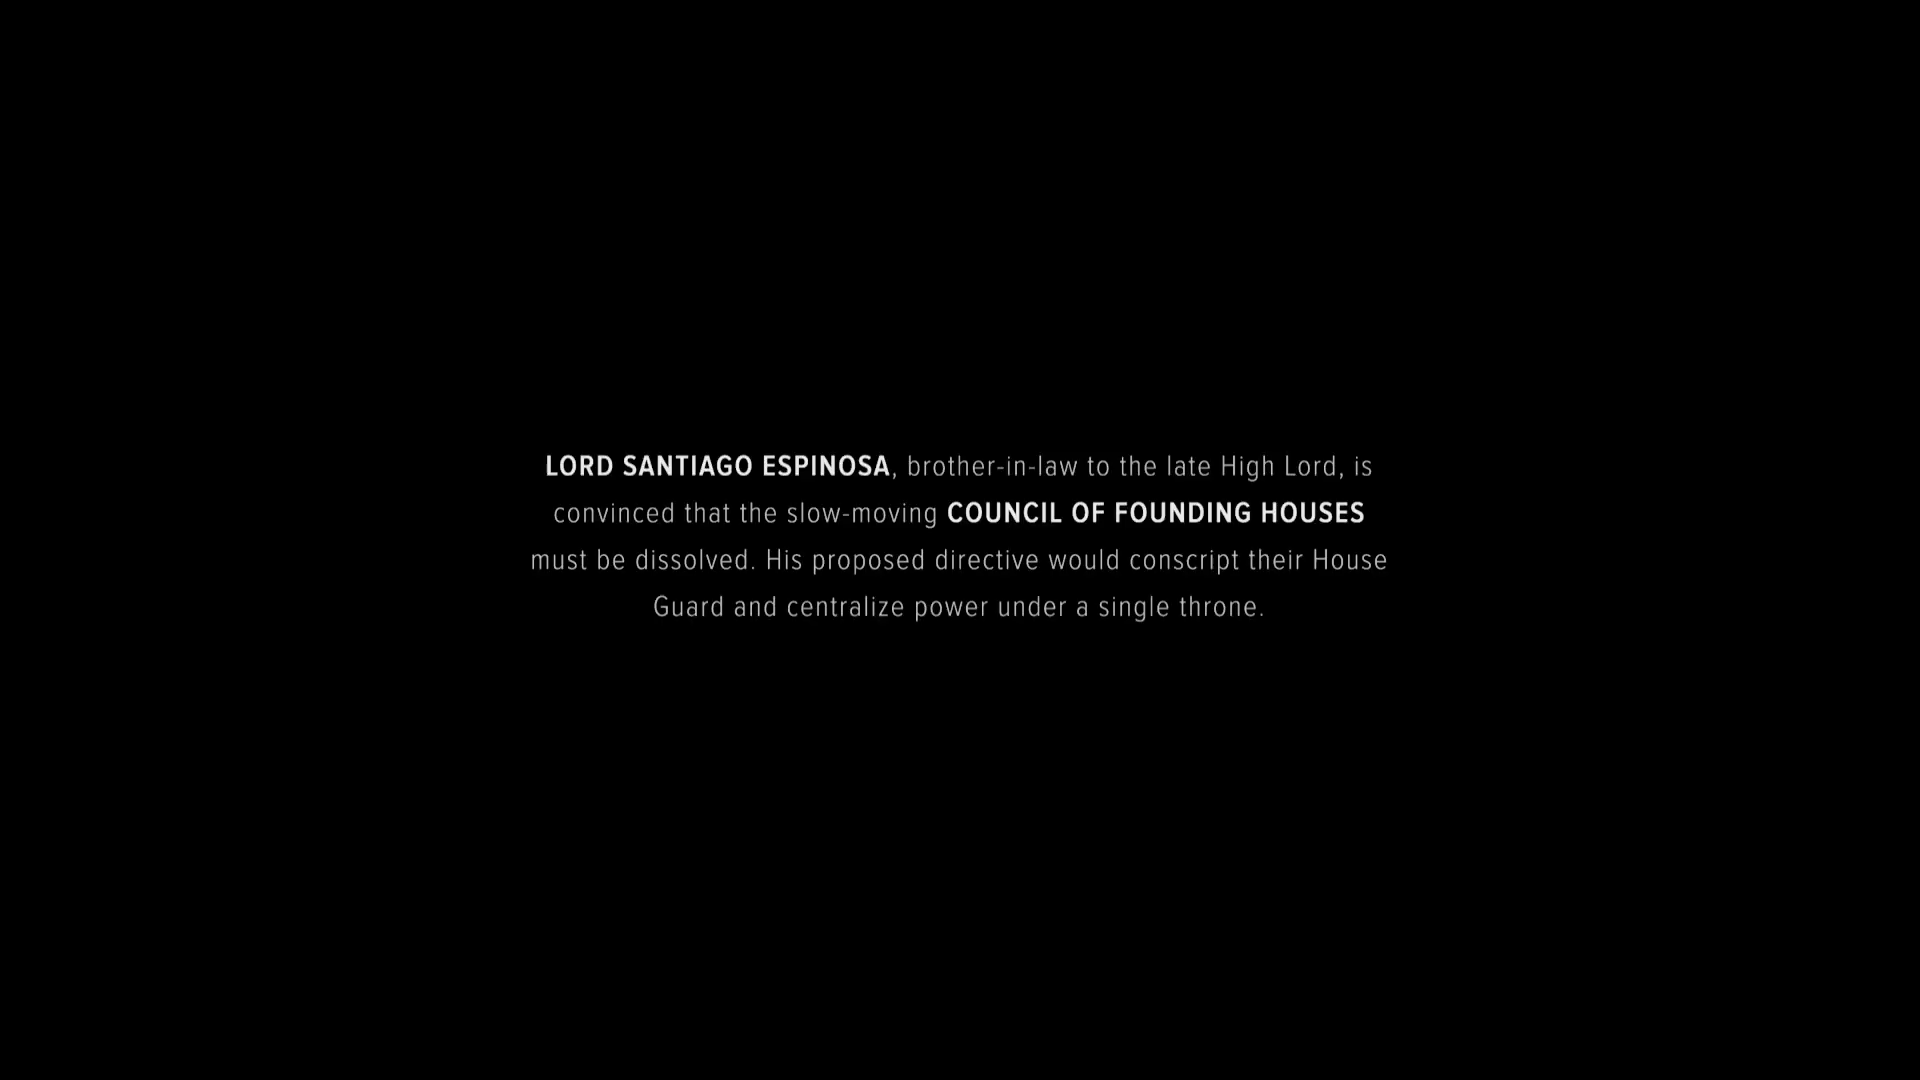 LORD SANTIAGO ESPINOSA, brother-in-law to the late High Lord, is
convinced that the slow-moving COUNCIL OF FOUNDING HOUSES
must be dissolved. His proposed directive would conscript their House
Guard and centralize power under a single throne.